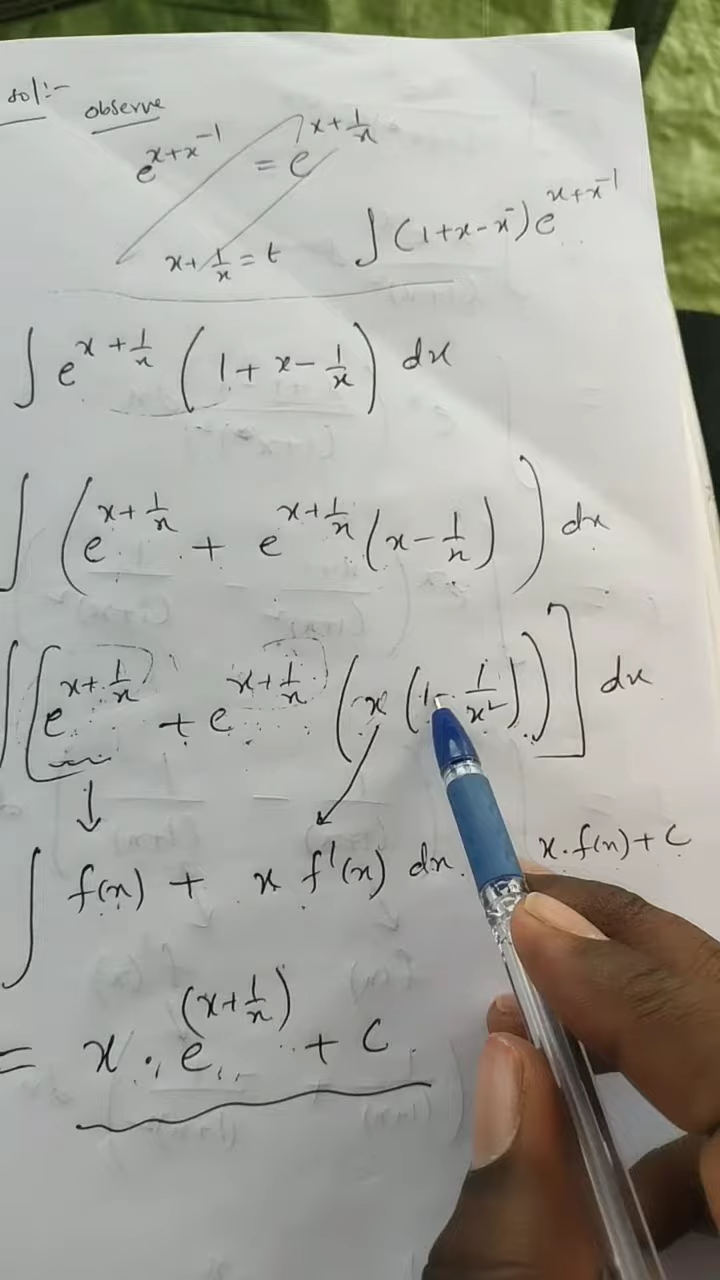 sol:-
observe
e^{x+x^{-1}} = e^{x+1/x}
x+1/x = t    ∫(1+x-x^-)e^{x+x^{-1}}
∫ e^{x+1/x} (1+x-1/x) dx
∫ (e^{x+1/x} + e^{x+1/x} (x-1/x)) dx
∫ [e^{x+1/x} + e^{x+1/x} (x(1-1/x²))] dx
∫ f(x) + x f'(x) dx.    x.f(x)+C
= x . e^{(x+1/x)} + C